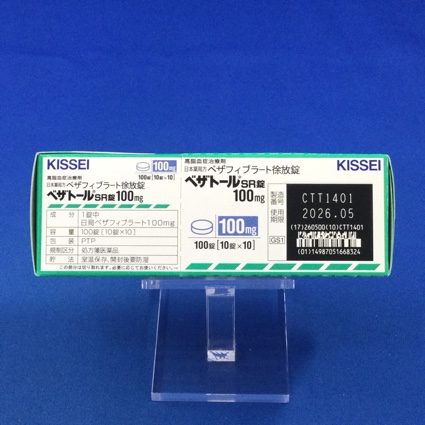 KISSEI
高脂血症治療剤
日本薬局方 ベザフィブラート徐放錠
ベザトール®SR錠100mg
100錠[10錠×10]
100mg
成分 1錠中
日局ベザフィブラート100mg
容量 100錠[10錠×10]
包装 PTP
規制区分 処方箋医薬品
貯法 室温保存、開封後要防湿
高脂血症治療剤
日本薬局方 ベザフィブラート徐放錠
ベザトール®SR錠
100mg
100mg
100錠[10錠×10]
KISSEI
製造番号 CTT1401
使用期限 2026.05
(17)260500(10)CTT1401
GS1
(01)14987051668324